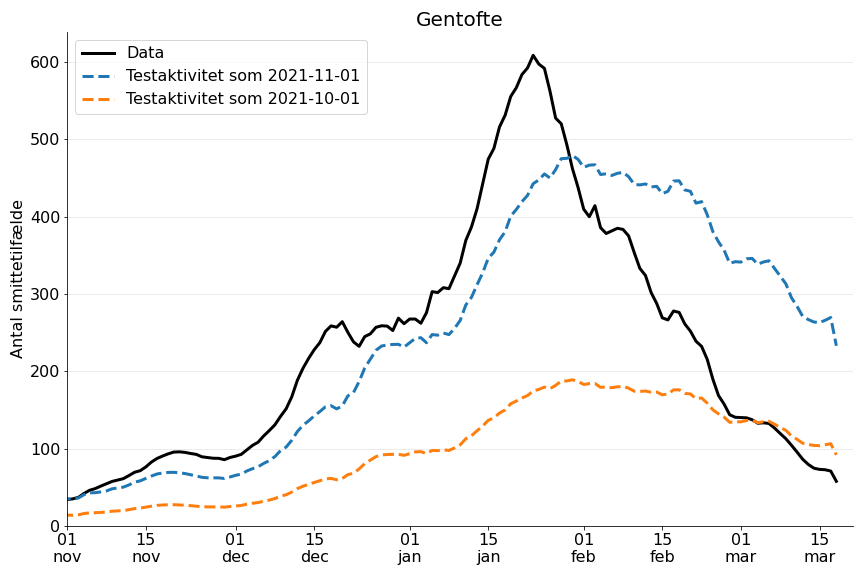 Gentofte
Data
Testaktivitet som 2021-11-01
Testaktivitet som 2021-10-01
Antal smittetilfælde
600
500
400
300
200
100
0
01 15 01 15 01 15 01 15 01 15
nov nov dec dec jan jan feb feb mar mar